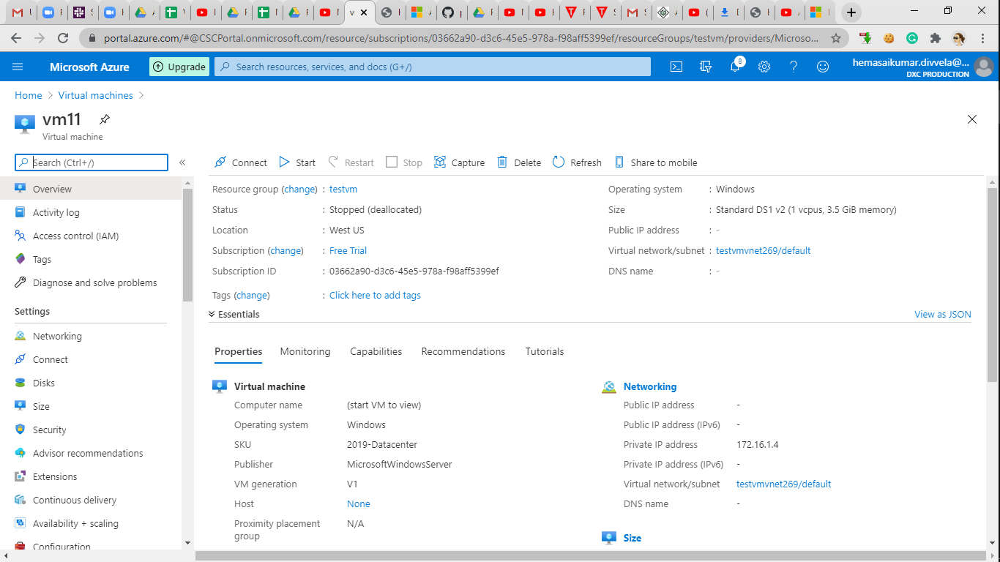 portal.azure.com/#@CSCPortal.onmicrosoft.com/resource/subscriptions/03662a90-d3c6-45e5-978a-f98aff5399ef/resourceGroups/testvm/providers/Microso...
Microsoft Azure
Upgrade
Search resources, services, and docs (G+/)
8
hemasaikumar.divvela@...
DXC PRODUCTION
Home > Virtual machines >
vm11
Virtual machine
Search (Ctrl+/)
«
Connect Start Restart Stop Capture Delete Refresh Share to mobile
Overview
Activity log
Access control (IAM)
Tags
Diagnose and solve problems
Settings
Networking
Connect
Disks
Size
Security
Advisor recommendations
Extensions
Continuous delivery
Availability + scaling
Configuration
Resource group (change) : testvm
Status : Stopped (deallocated)
Location : West US
Subscription (change) : Free Trial
Subscription ID : 03662a90-d3c6-45e5-978a-f98aff5399ef
Tags (change) : Click here to add tags
Operating system : Windows
Size : Standard DS1 v2 (1 vcpus, 3.5 GiB memory)
Public IP address : -
Virtual network/subnet : testvmvnet269/default
DNS name : -
Essentials
View as JSON
Properties Monitoring Capabilities Recommendations Tutorials
Virtual machine
Computer name (start VM to view)
Operating system Windows
SKU 2019-Datacenter
Publisher MicrosoftWindowsServer
VM generation V1
Host None
Proximity placement N/A
group
Networking
Public IP address -
Public IP address (IPv6) -
Private IP address 172.16.1.4
Private IP address (IPv6) -
Virtual network/subnet testvmvnet269/default
DNS name -
Size